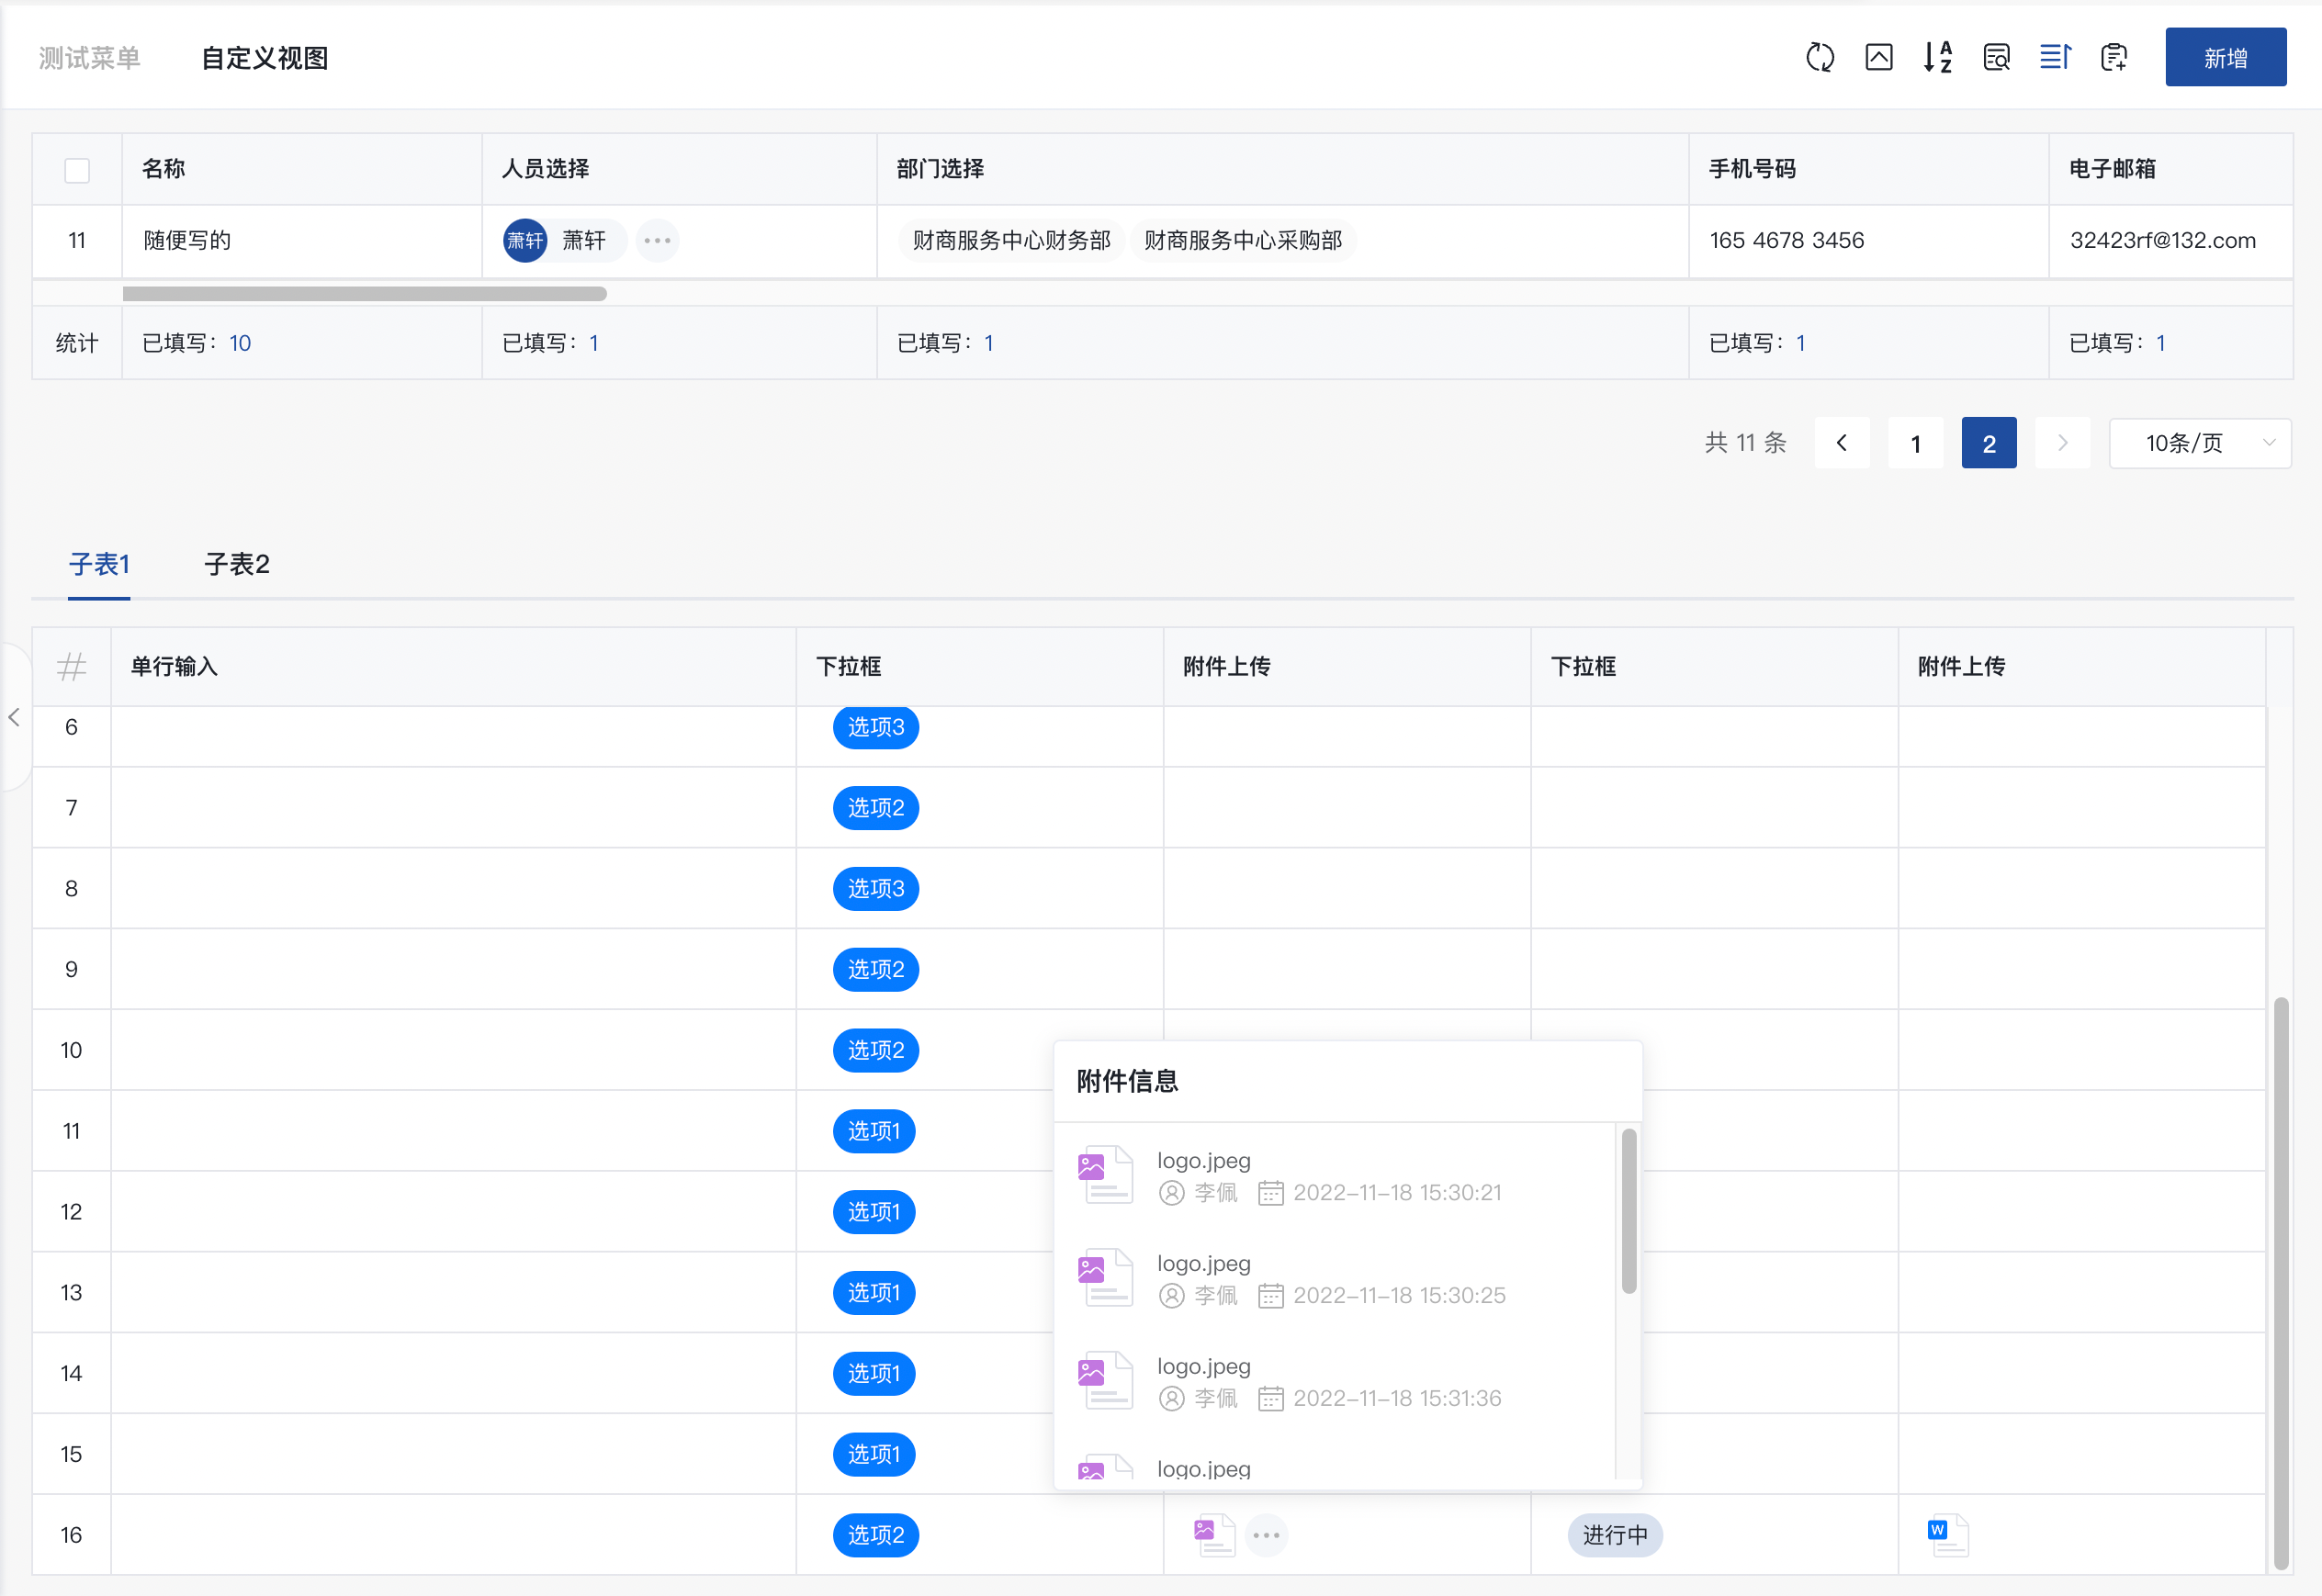 测试菜单 自定义视图 新增
名称 人员选择 部门选择 手机号码 电子邮箱
11 随便写的 萧轩 萧轩 财商服务中心财务部 财商服务中心采购部 165 4678 3456 32423rf@132.com
统计 已填写：10 已填写：1 已填写：1 已填写：1 已填写：1
共 11 条 1 2 10条/页
子表1 子表2
# 单行输入 下拉框 附件上传 下拉框 附件上传
6 选项3
7 选项2
8 选项3
9 选项2
10 选项2
11 选项1
12 选项1
13 选项1
14 选项1
15 选项1
16 选项2 进行中 W
附件信息
logo.jpeg
李佩 2022-11-18 15:30:21
logo.jpeg
李佩 2022-11-18 15:30:25
logo.jpeg
李佩 2022-11-18 15:31:36
logo.jpeg